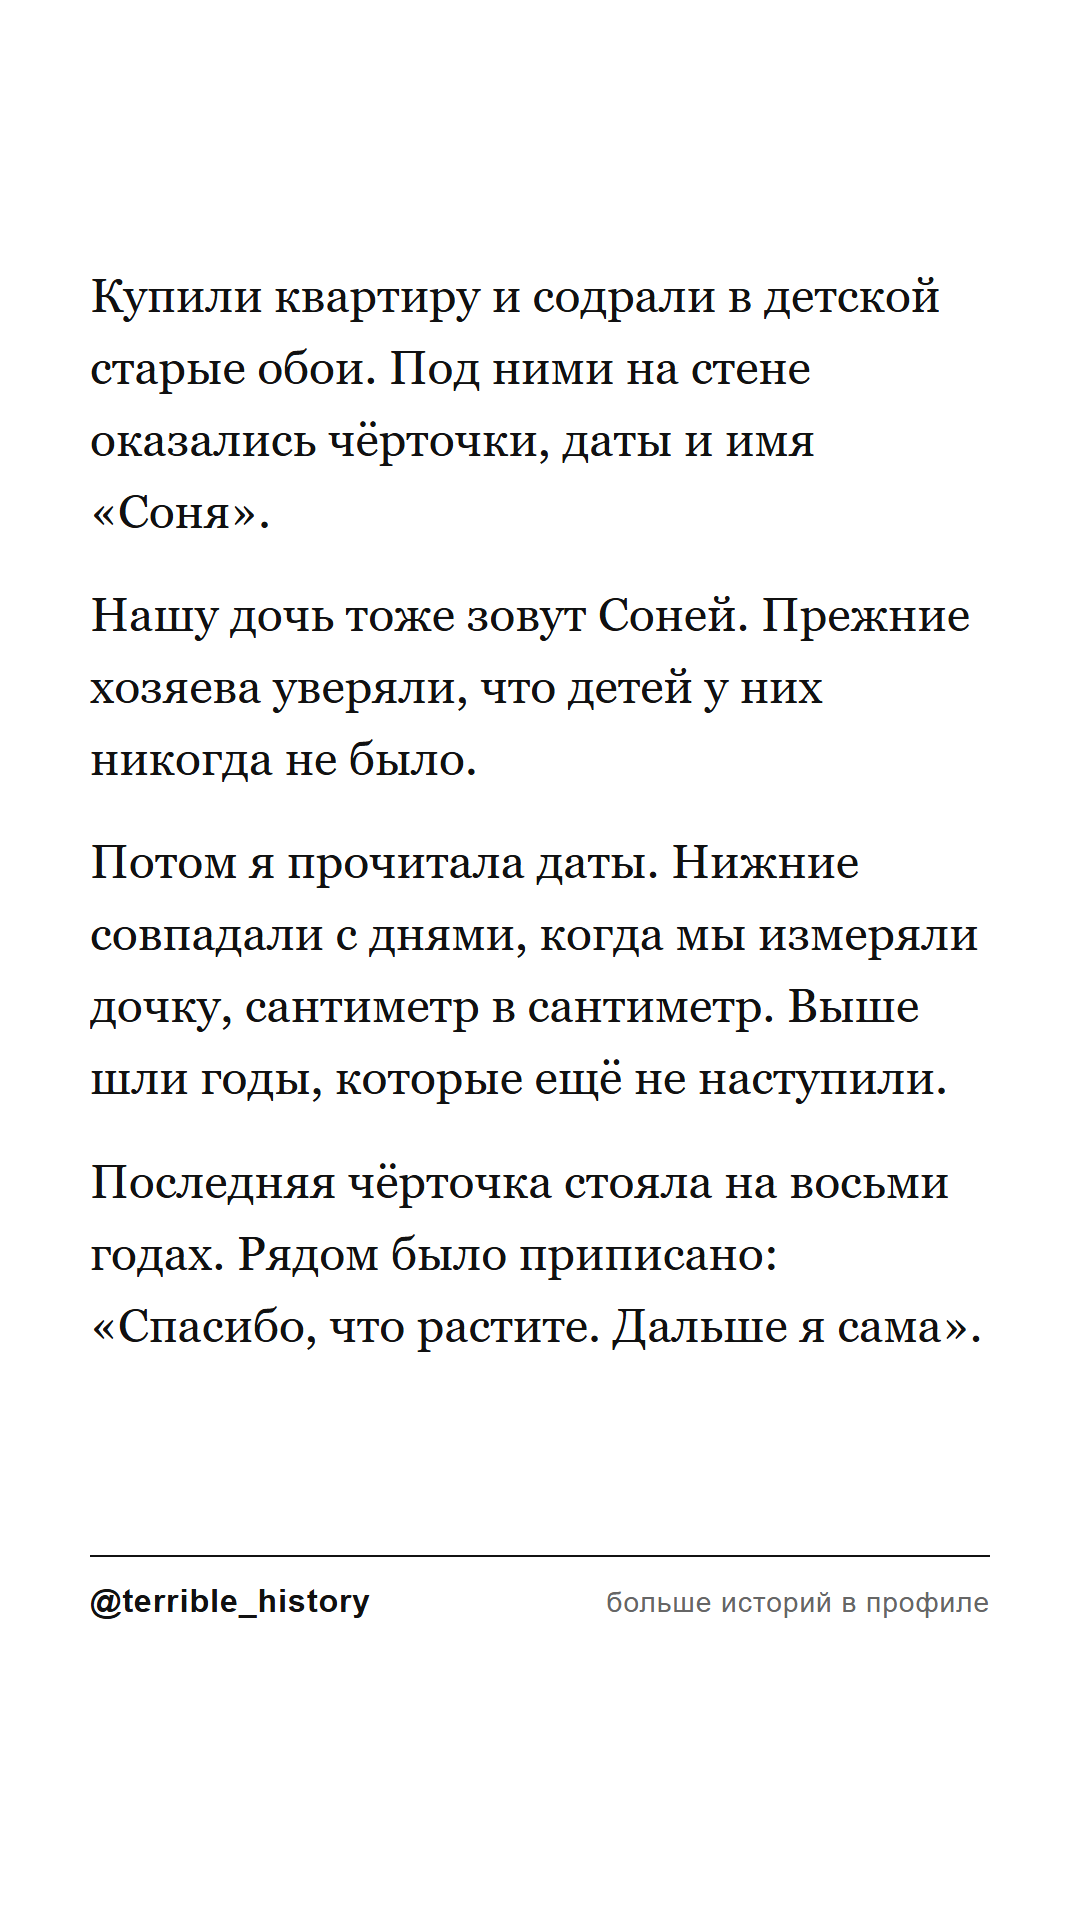 Купили квартиру и содрали в детской
старые обои. Под ними на стене
оказались чёрточки, даты и имя
«Соня».
Нашу дочь тоже зовут Соней. Прежние
хозяева уверяли, что детей у них
никогда не было.
Потом я прочитала даты. Нижние
совпадали с днями, когда мы измеряли
дочку, сантиметр в сантиметр. Выше
шли годы, которые ещё не наступили.
Последняя чёрточка стояла на восьми
годах. Рядом было приписано:
«Спасибо, что растите. Дальше я сама».
@terrible_history больше историй в профиле